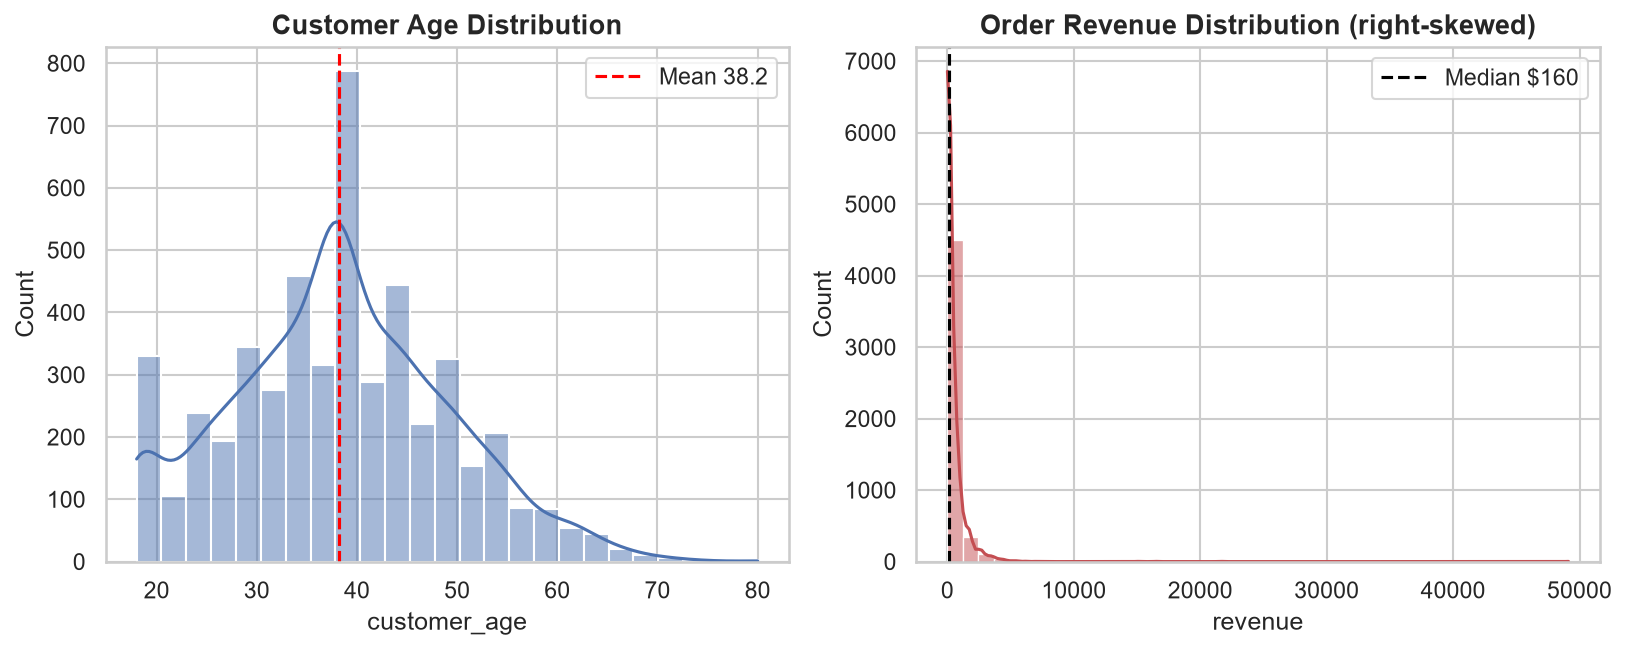 Customer Age Distribution
Mean 38.2
800
700
600
500
400
300
200
100
0
Count
20 30 40 50 60 70 80
customer_age
Order Revenue Distribution (right-skewed)
Median $160
7000
6000
5000
4000
3000
2000
1000
0
Count
0 10000 20000 30000 40000 50000
revenue